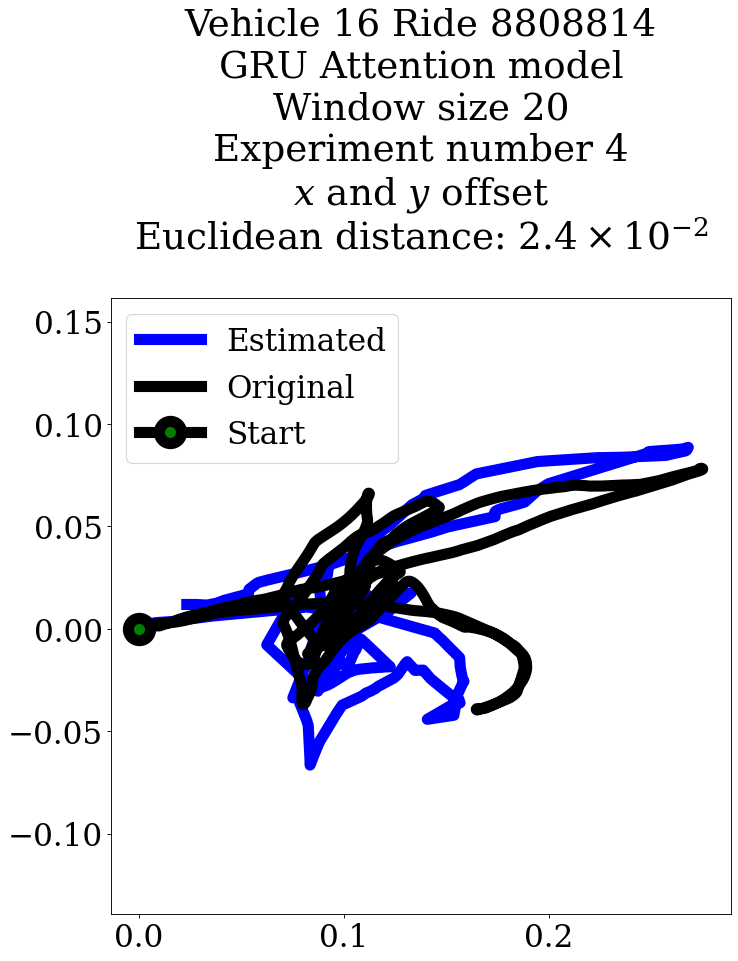 Vehicle 16 Ride 8808814
GRU Attention model
Window size 20
Experiment number 4
x and y offset
Euclidean distance: 2.4 × 10⁻²
Estimated
Original
Start
0.15
0.10
0.05
0.00
−0.05
−0.10
0.0 0.1 0.2